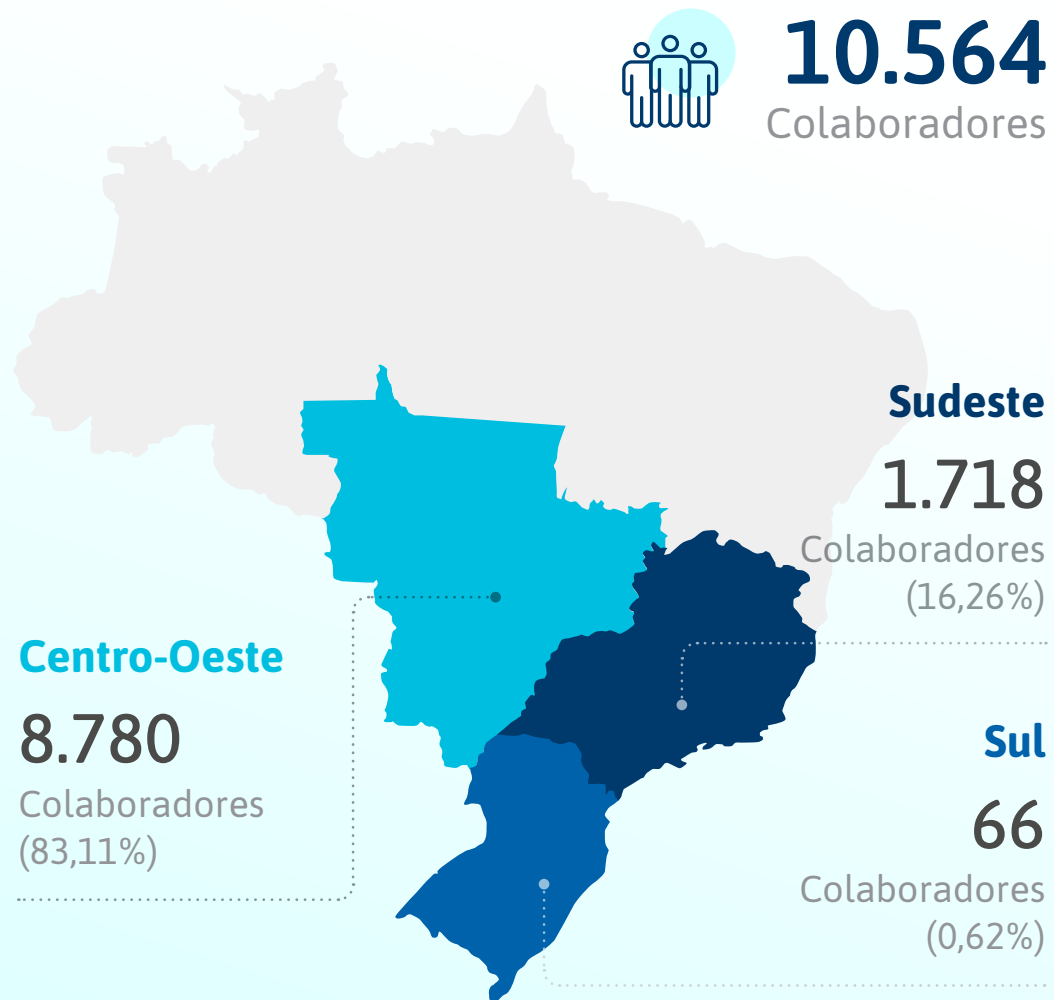 10.564
Colaboradores
Sudeste
1.718
Colaboradores
(16,26%)
Centro-Oeste
8.780
Colaboradores
(83,11%)
Sul
66
Colaboradores
(0,62%)